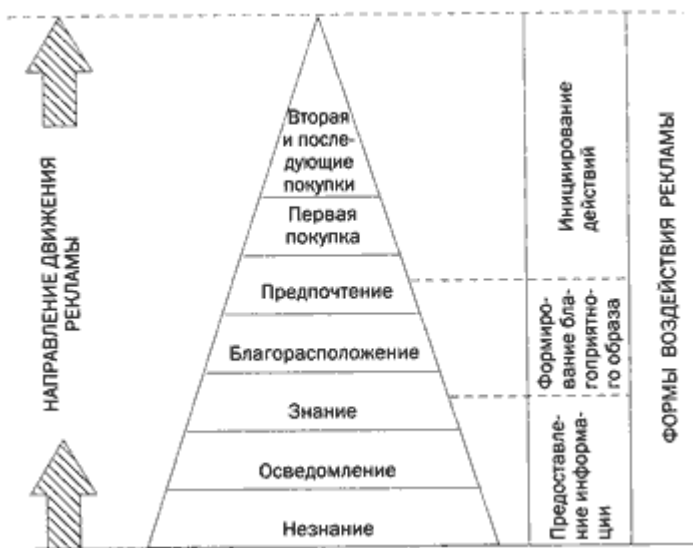 НАПРАВЛЕНИЕ ДВИЖЕНИЯ
РЕКЛАМЫ
Вторая
и после-
дующие
покупки
Первая
покупка
Предпочтение
Благорасположение
Знание
Осведомление
Незнание
Инициирование
действий
Формиро-
вание бла-
гоприятно-
го образа
Предоставле-
ние информа-
ции
ФОРМЫ ВОЗДЕЙСТВИЯ РЕКЛАМЫ